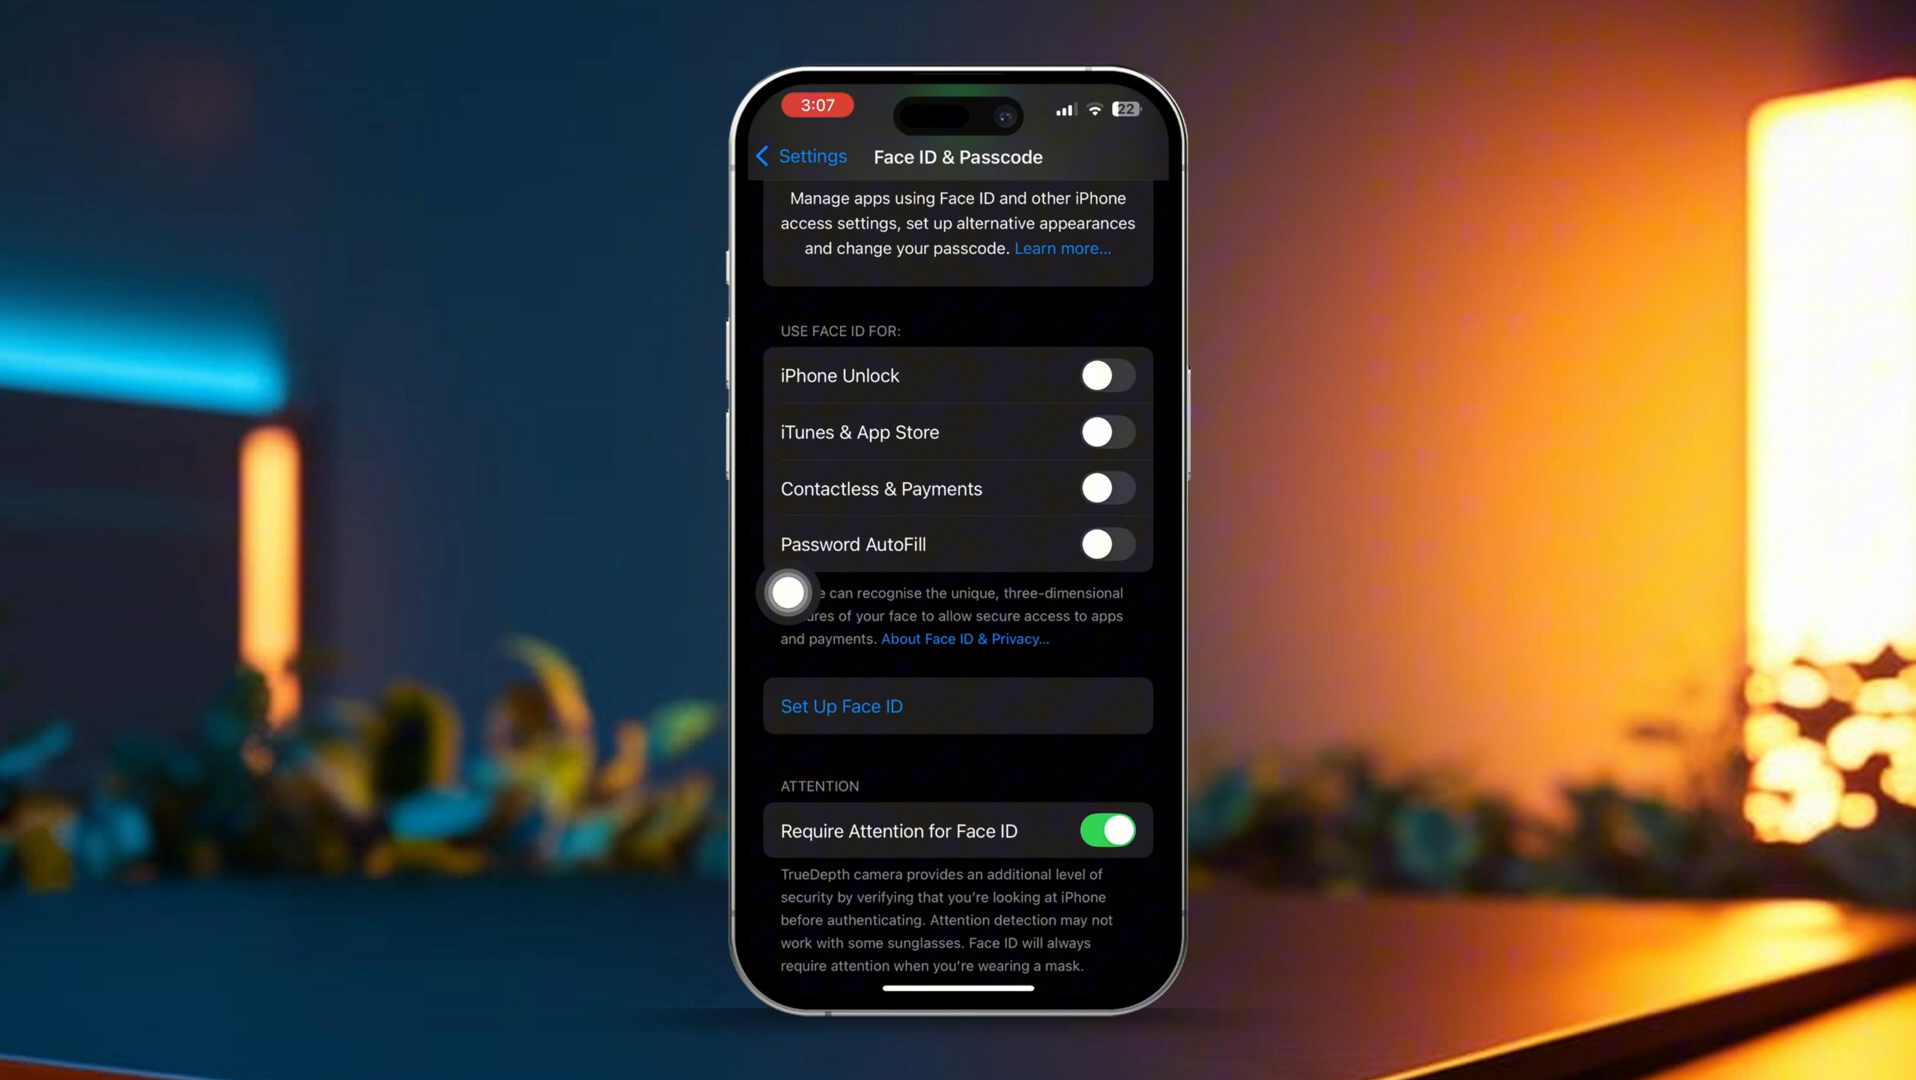 3:07
22
Settings
Face ID & Passcode
Manage apps using Face ID and other iPhone
access settings, set up alternative appearances
and change your passcode. Learn more...
USE FACE ID FOR:
iPhone Unlock
iTunes & App Store
Contactless & Payments
Password AutoFill
can recognise the unique, three-dimensional
of your face to allow secure access to apps
and payments. About Face ID & Privacy...
Set Up Face ID
ATTENTION
Require Attention for Face ID
TrueDepth camera provides an additional level of
security by verifying that you're looking at iPhone
before authenticating. Attention detection may not
work with some sunglasses. Face ID will always
require attention when you're wearing a mask.